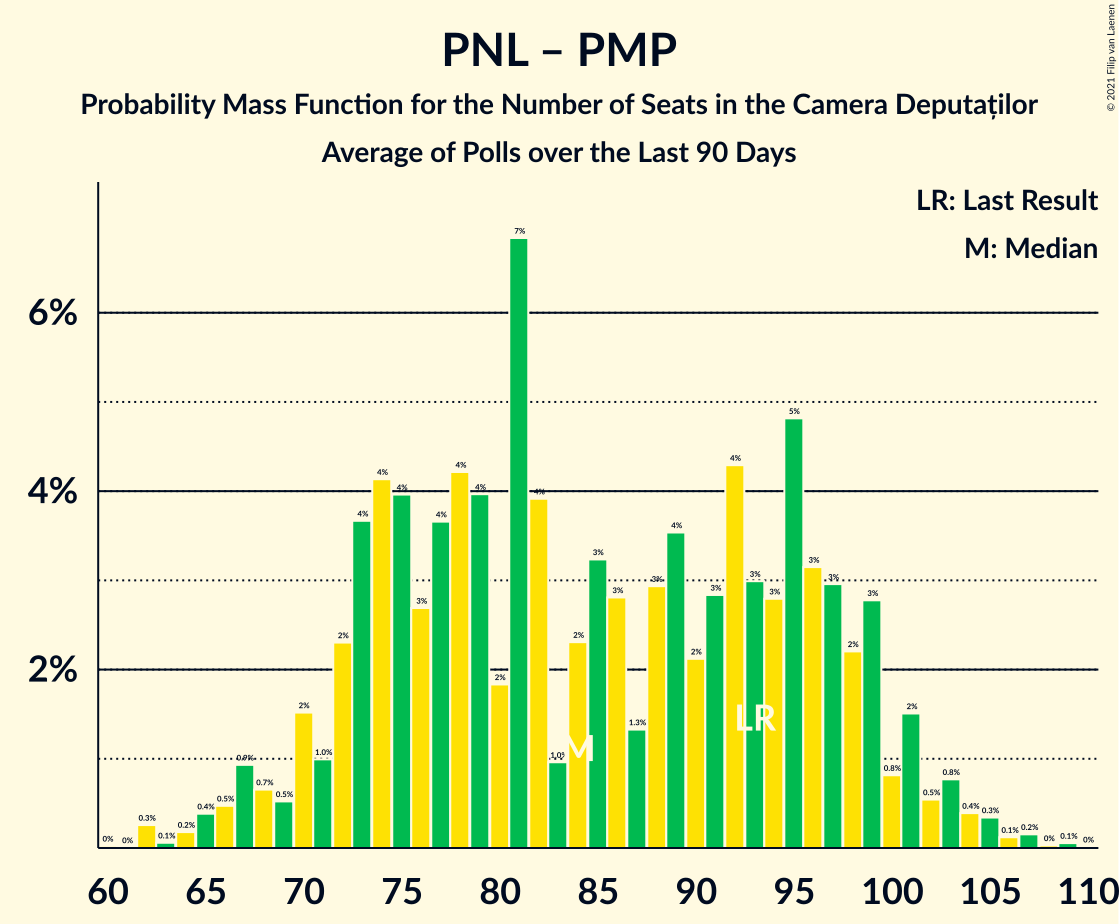 PNL – PMP
Probability Mass Function for the Number of Seats in the Camera Deputaților
Average of Polls over the Last 90 Days
© 2021 Filip van Laenen
LR: Last Result
M: Median
6%
4%
2%
0% 0% 0.3% 0.1% 0.2% 0.4% 0.5% 0.9% 0.7% 0.5% 2% 1.0% 2% 4% 4% 4% 3% 4% 4% 4% 2% 7% 4% 1.0% 2% 3% 3% 1.3% 3% 4% 2% 3% 4% 3% 3% 5% 3% 3% 2% 3% 0.8% 2% 0.5% 0.8% 0.4% 0.3% 0.1% 0.2% 0% 0.1% 0%
M
LR
60 65 70 75 80 85 90 95 100 105 110